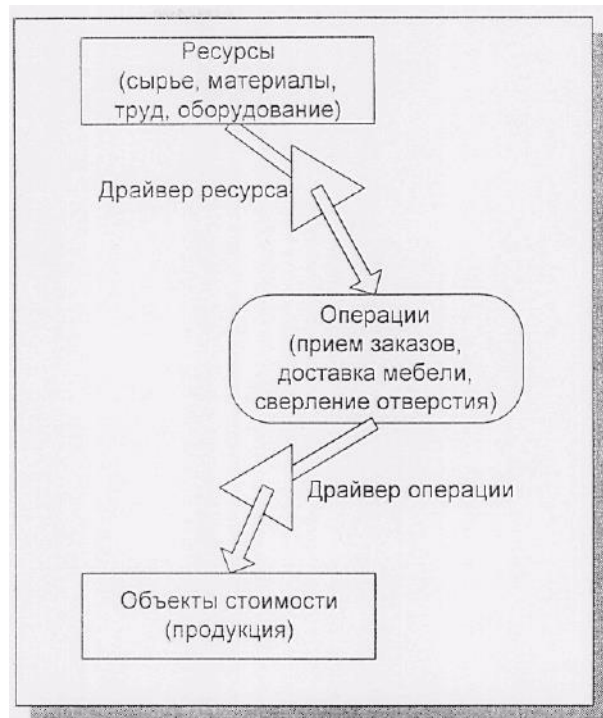 Ресурсы
(сырье, материалы,
труд, оборудование)
Драйвер ресурса
Операции
(прием заказов,
доставка мебели,
сверление отверстия)
Драйвер операции
Объекты стоимости
(продукция)